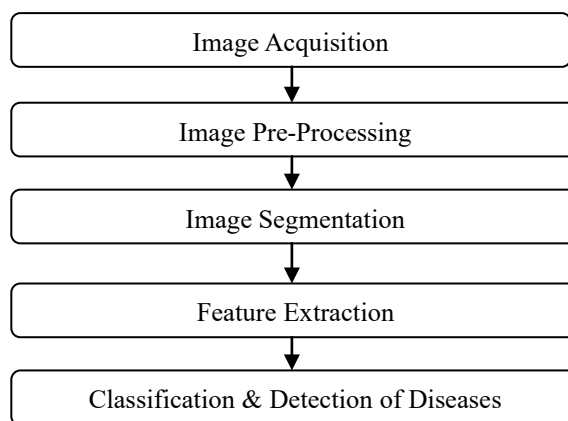 Image Acquisition
Image Pre-Processing
Image Segmentation
Feature Extraction
Classification & Detection of Diseases